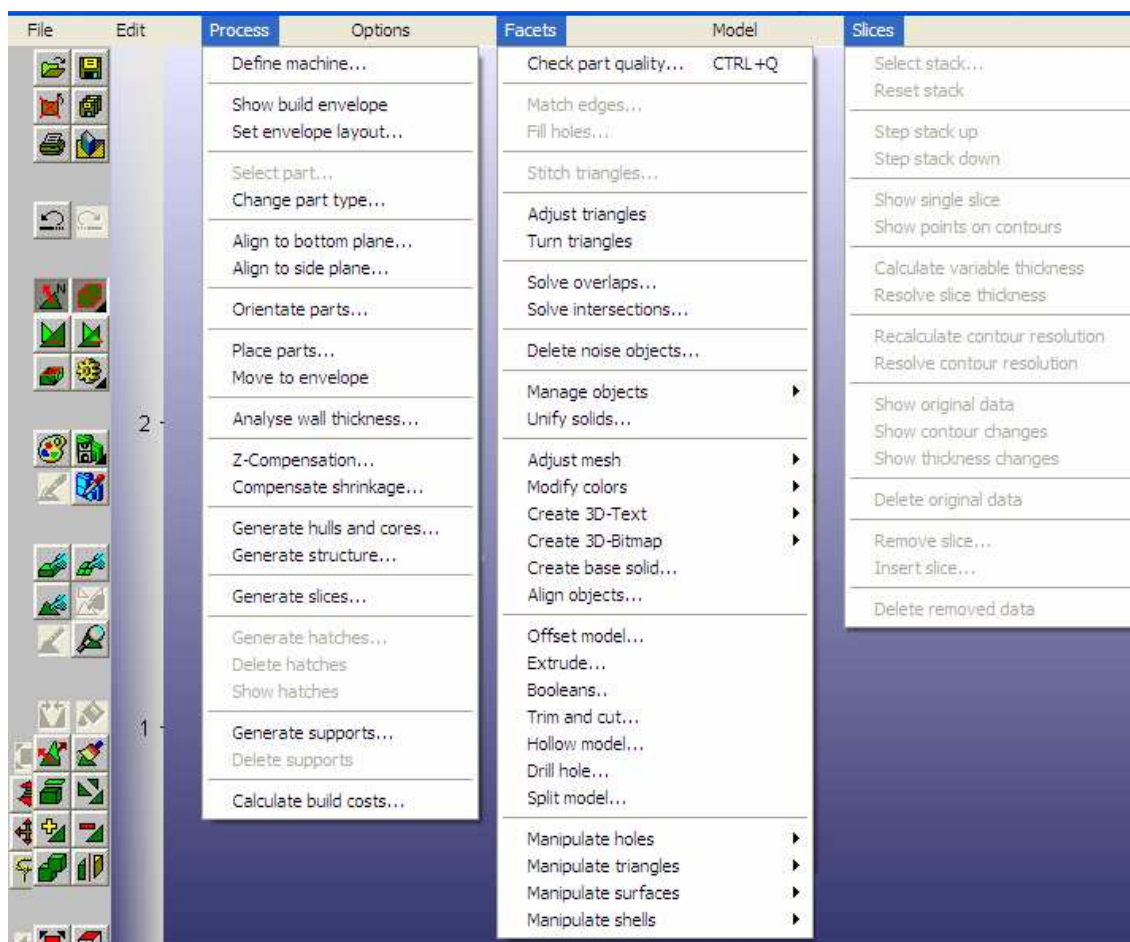 File Edit Process Options Facets Model Slices
Define machine...
Show build envelope
Set envelope layout...
Select part...
Change part type...
Align to bottom plane...
Align to side plane...
Orientate parts...
Place parts...
Move to envelope
Analyse wall thickness...
Z-Compensation...
Compensate shrinkage...
Generate hulls and cores...
Generate structure...
Generate slices...
Generate hatches...
Delete hatches
Show hatches
Generate supports...
Delete supports
Calculate build costs...
Check part quality... CTRL+Q
Match edges...
Fill holes...
Stitch triangles...
Adjust triangles
Turn triangles
Solve overlaps...
Solve intersections...
Delete noise objects...
Manage objects
Unify solids...
Adjust mesh
Modify colors
Create 3D-Text
Create 3D-Bitmap
Create base solid...
Align objects...
Offset model...
Extrude...
Booleans..
Trim and cut...
Hollow model...
Drill hole...
Split model...
Manipulate holes
Manipulate triangles
Manipulate surfaces
Manipulate shells
Select stack...
Reset stack
Step stack up
Step stack down
Show single slice
Show points on contours
Calculate variable thickness
Resolve slice thickness
Recalculate contour resolution
Resolve contour resolution
Show original data
Show contour changes
Show thickness changes
Delete original data
Remove slice...
Insert slice...
Delete removed data
2
1